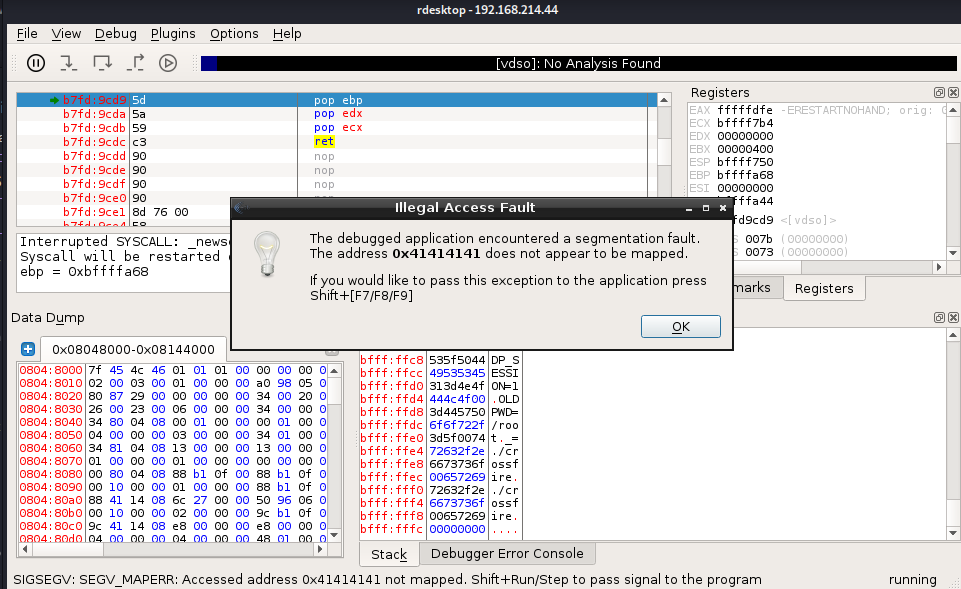 rdesktop - 192.168.214.44
File View Debug Plugins Options Help
[vdso]: No Analysis Found
b7fd:9cd9 5d pop ebp
b7fd:9cda 5a pop edx
b7fd:9cdb 59 pop ecx
b7fd:9cdc c3 ret
b7fd:9cdd 90 nop
b7fd:9cde 90 nop
b7fd:9cdf 90 nop
b7fd:9ce0 90
b7fd:9ce1 8d 76 00
Registers
EAX fffffdfe -ERESTARTNOHAND; orig:
ECX bffff7b4
EDX 00000000
EBX 00000400
ESP bffff750
EBP bffffa68
ESI 00000000
ffa44
fd9cd9 <[vdso]>
007b (00000000)
0073 (00000000)
Interrupted SYSCALL: _news
Syscall will be restarted
ebp = 0xbffffa68
Illegal Access Fault
The debugged application encountered a segmentation fault.
The address 0x41414141 does not appear to be mapped.
If you would like to pass this exception to the application press
Shift+[F7/F8/F9]
OK
marks Registers
Data Dump
0x08048000-0x08144000
0804:8000 7f 45 4c 46 01 01 01 00 00 00 00 0
0804:8010 02 00 03 00 01 00 00 00 a0 98 05 0
0804:8020 80 87 29 00 00 00 00 00 34 00 20 0
0804:8030 26 00 23 00 06 00 00 00 34 00 00 0
0804:8040 34 80 04 08 00 01 00 00 00 01 00 0
0804:8050 04 00 00 00 03 00 00 00 34 01 00 0
0804:8060 34 81 04 08 13 00 00 00 13 00 00 0
0804:8070 01 00 00 00 01 00 00 00 00 00 00 0
0804:8080 00 80 04 08 88 b1 0f 00 88 b1 0f 0
0804:8090 00 10 00 00 01 00 00 00 88 b1 0f 0
0804:80a0 88 41 14 08 6c 27 00 00 50 96 06 0
0804:80b0 00 10 00 00 02 00 00 00 9c b1 0f 0
0804:80c0 9c 41 14 08 e8 00 00 00 e8 00 00 0
0804:80d0 04 00 00 00 04 00 00 00 48 01 00 0
bfff:ffc8 535f5044 DP_S
bfff:ffcc 49535345 ESSI
bfff:ffd0 313d4e4f ON=1
bfff:ffd4 444c4f00 .OLD
bfff:ffd8 3d445750 PWD=
bfff:ffdc 6f6f722f /roo
bfff:ffe0 3d5f0074 t._=
bfff:ffe4 72632f2e ./cr
bfff:ffe8 6673736f ossf
bfff:ffec 00657269 ire.
bfff:fff0 72632f2e ./cr
bfff:fff4 6673736f ossf
bfff:fff8 00657269 ire.
bfff:fffc 00000000 ....
Stack Debugger Error Console
SIGSEGV: SEGV_MAPERR: Accessed address 0x41414141 not mapped. Shift+Run/Step to pass signal to the program running